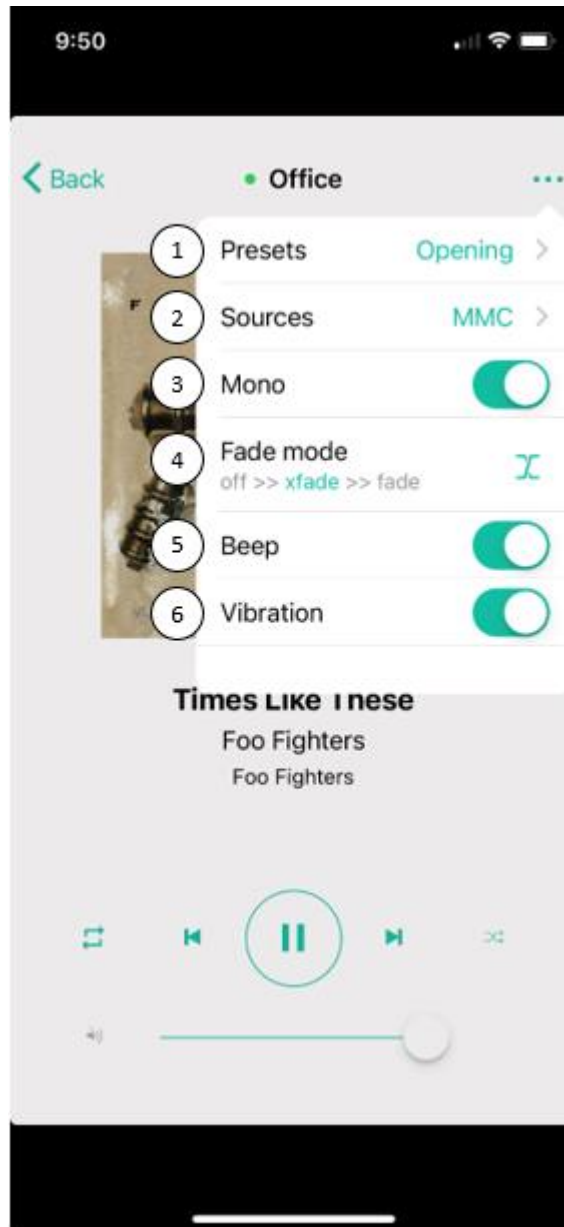 9:50
Back
Office
1 Presets Opening
F
2 Sources MMC
3 Mono
4 Fade mode
off >> xfade >> fade
5 Beep
6 Vibration
Times Like These
Foo Fighters
Foo Fighters